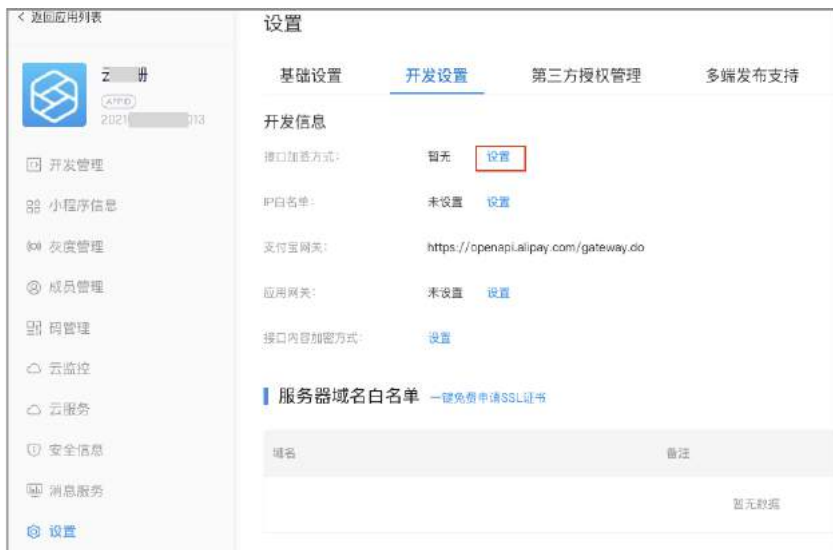 < 返回应用列表
设置
基础设置 开发设置 第三方授权管理 多端发布支持
册
APPID
2021 013
开发信息
接口加签方式: 暂无 设置
IP白名单: 未设置 设置
支付宝网关: https://openapi.alipay.com/gateway.do
应用网关: 未设置 设置
接口内容加密方式: 设置
服务器域名白名单 一键免费申请SSL证书
域名 备注
暂无数据
开发管理
小程序信息
灰度管理
成员管理
码管理
云监控
云服务
安全信息
消息服务
设置